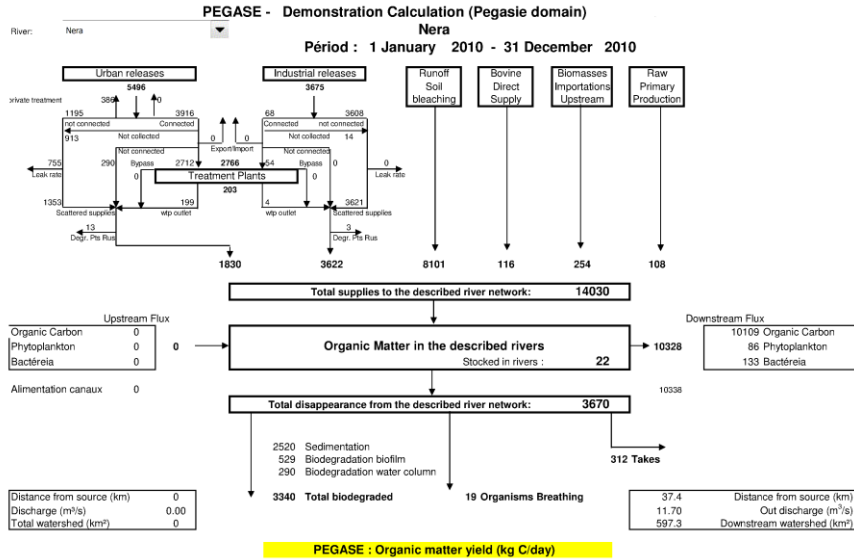 PEGASE - Demonstration Calculation (Pegasie domain)
River: Nera
Nera
Périod : 1 January 2010 - 31 December 2010
Urban releases
5496
Industrial releases
3675
Runoff
Soil
bleaching
Bovine
Direct
Supply
Biomasses
Importations
Upstream
Raw
Primary
Production
private treatment 386 0
1195 3916 68 3608
not connected Connected Connected Not connected
913 Not collected 0 0 Not collected 14
Export/Import
Not connected Not connected
755 290 Bypass 2712 2766 54 Bypass 0 0
Leak rate 0 Treatment Plants 0 Leak rate
203
1353 199 4 3621
Scattered supplies wtp outlet wtp outlet Scattered supplies
13 3
Degr. Pts Rus Degr. Pts Rus
1830 3622 8101 116 254 108
Total supplies to the described river network: 14030
Upstream Flux
Organic Carbon 0
Phytoplankton 0
Bactéreia 0
0
Alimentation canaux 0
Organic Matter in the described rivers
Stocked in rivers : 22
10328
Downstream Flux
10109 Organic Carbon
86 Phytoplankton
133 Bactéreia
10338
Total disappearance from the described river network: 3670
2520 Sedimentation
529 Biodegradation biofilm
290 Biodegradation water column
312 Takes
3340 Total biodegraded
19 Organisms Breathing
Distance from source (km) 0
Discharge (m³/s) 0.00
Total watershed (km²) 0
37.4 Distance from source (km)
11.70 Out discharge (m³/s)
597.3 Downstream watershed (km²)
PEGASE : Organic matter yield (kg C/day)